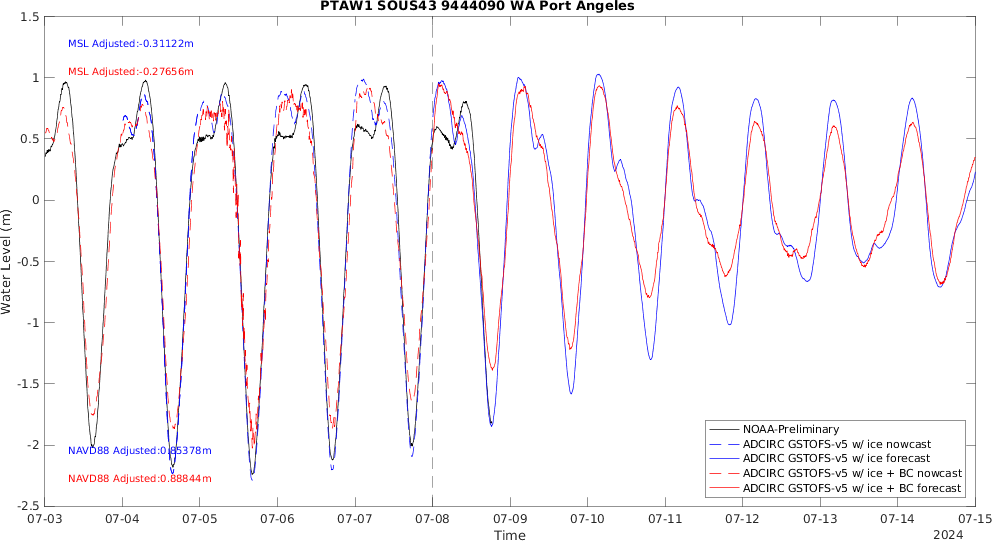 PTAW1 SOUS43 9444090 WA Port Angeles
MSL Adjusted:-0.31122m
MSL Adjusted:-0.27656m
NAVD88 Adjusted:0.85378m
NAVD88 Adjusted:0.88844m
Water Level (m)
1.5
1
0.5
0
-0.5
-1
-1.5
-2
-2.5
NOAA-Preliminary
ADCIRC GSTOFS-v5 w/ ice nowcast
ADCIRC GSTOFS-v5 w/ ice forecast
ADCIRC GSTOFS-v5 w/ ice + BC nowcast
ADCIRC GSTOFS-v5 w/ ice + BC forecast
07-03 07-04 07-05 07-06 07-07 07-08 07-09 07-10 07-11 07-12 07-13 07-14 07-15
Time
2024